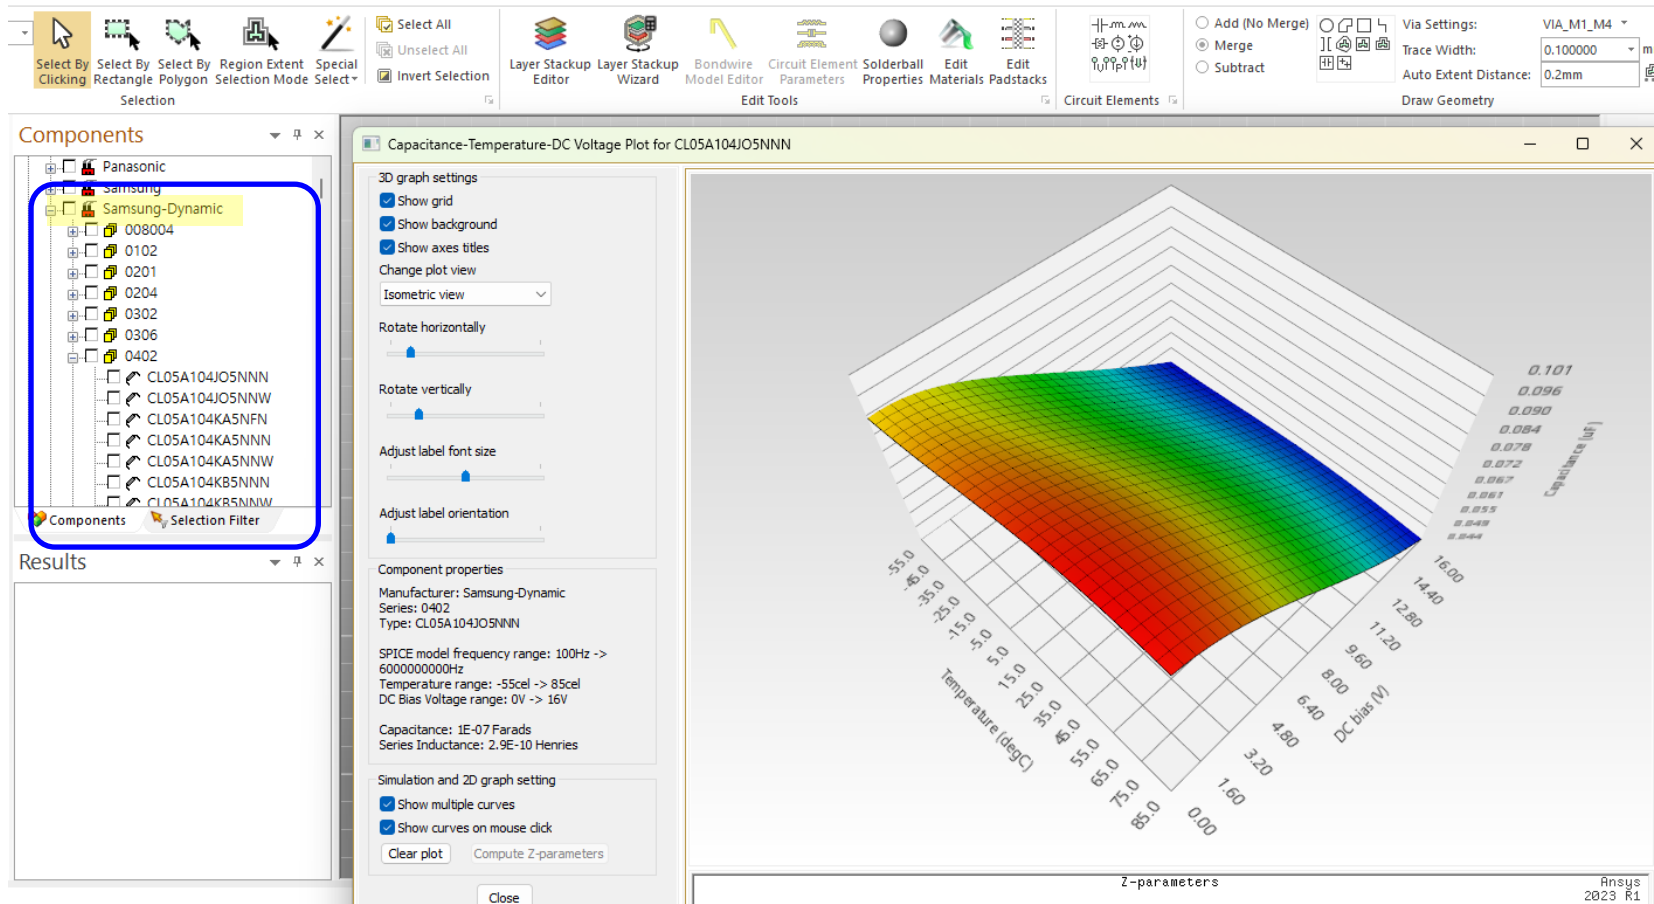 Select By Clicking
Select By Rectangle
Select By Polygon
Region Extent Selection Mode
Special Select
Select All
Unselect All
Invert Selection
Selection
Layer Stackup Editor
Layer Stackup Wizard
Bondwire Model Editor
Circuit Element Parameters
Solderball Properties
Edit Materials
Edit Padstacks
Edit Tools
Circuit Elements
Add (No Merge)
Merge
Subtract
Via Settings:
VIA_M1_M4
Trace Width:
0.100000
m
Auto Extent Distance:
0.2mm
Draw Geometry
Components
Panasonic
Samsung
Samsung-Dynamic
008004
0102
0201
0204
0302
0306
0402
CL05A104JO5NNN
CL05A104JO5NNW
CL05A104KA5NFN
CL05A104KA5NNN
CL05A104KA5NNW
CL05A104KB5NNN
CL05A104KB5NNW
Components
Selection Filter
Results
Capacitance-Temperature-DC Voltage Plot for CL05A104JO5NNN
3D graph settings
Show grid
Show background
Show axes titles
Change plot view
Isometric view
Rotate horizontally
Rotate vertically
Adjust label font size
Adjust label orientation
Component properties
Manufacturer: Samsung-Dynamic
Series: 0402
Type: CL05A104JO5NNN
SPICE model frequency range: 100Hz ->
6000000000Hz
Temperature range: -55cel -> 85cel
DC Bias Voltage range: 0V -> 16V
Capacitance: 1E-07 Farads
Series Inductance: 2.9E-10 Henries
Simulation and 2D graph setting
Show multiple curves
Show curves on mouse click
Clear plot
Compute Z-parameters
Close
0.101
0.096
0.090
0.084
0.078
0.072
0.067
0.061
0.055
0.049
0.044
Capacitance (uF)
-55.0
-45.0
-35.0
-25.0
-15.0
-5.0
5.0
15.0
25.0
35.0
45.0
55.0
65.0
75.0
85.0
Temperature (degC)
16.00
14.40
12.80
11.20
9.60
8.00
6.40
4.80
3.20
1.60
0.00
DC bias (V)
Z-parameters
Ansys
2023 R1